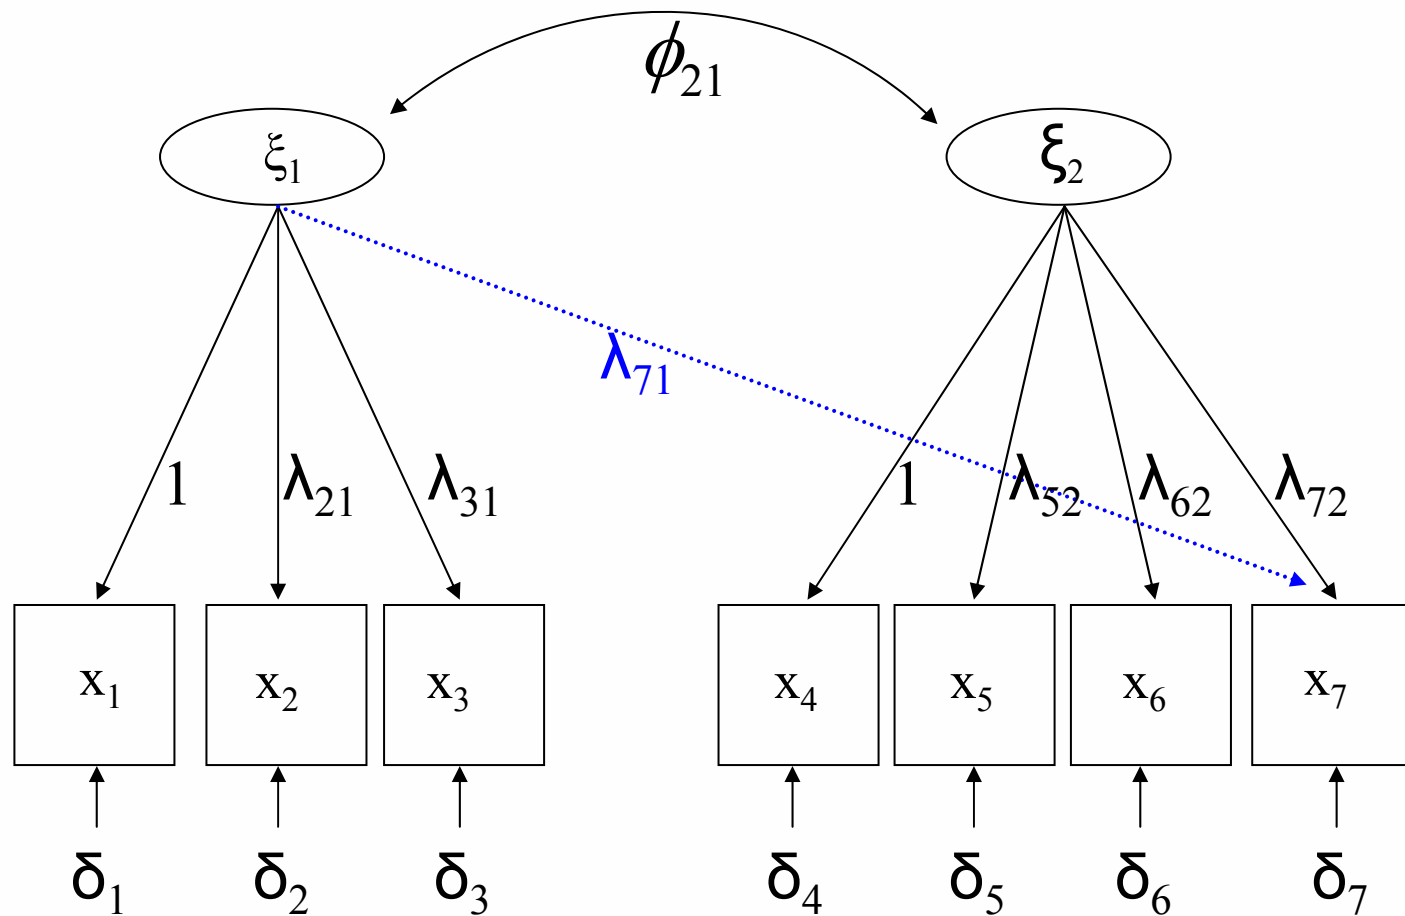 ϕ₂₁
ξ₁ ξ₂
λ₇₁
1 λ₂₁ λ₃₁ 1 λ₅₂ λ₆₂ λ₇₂
x₁ x₂ x₃ x₄ x₅ x₆ x₇
δ₁ δ₂ δ₃ δ₄ δ₅ δ₆ δ₇